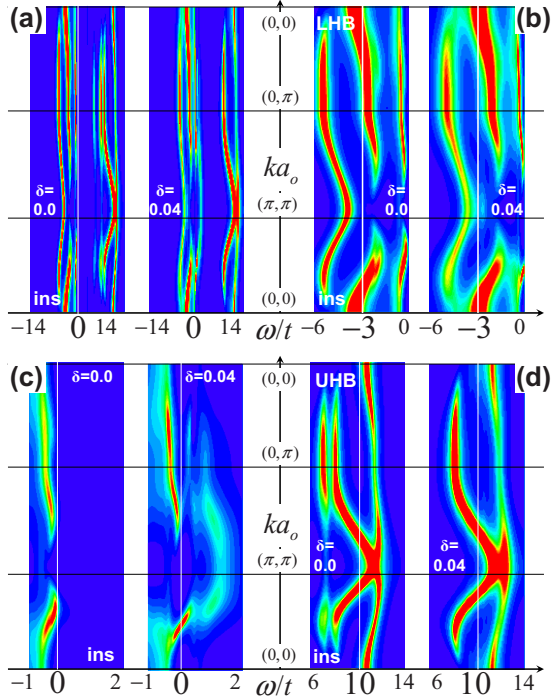 (a)
(0,0)
LHB
(b)
(0,π)
δ= 0.0
δ= 0.04
ka₀
(π,π)
δ= 0.0
δ= 0.04
ins
(0,0)
ins
−14 0 14 −14 0 14 ω/t −6 −3 0 −6 −3 0
(c)
δ=0.0
δ=0.04
(0,0)
UHB
(d)
(0,π)
ka₀
(π,π)
δ= 0.0
δ= 0.04
ins
(0,0)
ins
−1 0 2 −1 0 2 ω/t 6 10 14 6 10 14